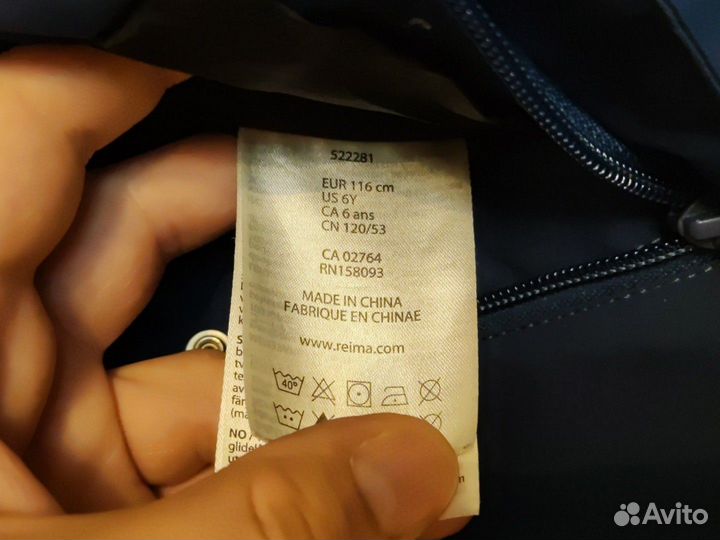 522281
EUR 116 cm
US 6Y
CA 6 ans
CN 120/53
CA 02764
RN158093
MADE IN CHINA
FABRIQUE EN CHINAE
www.reima.com
40°
NO /
Avito